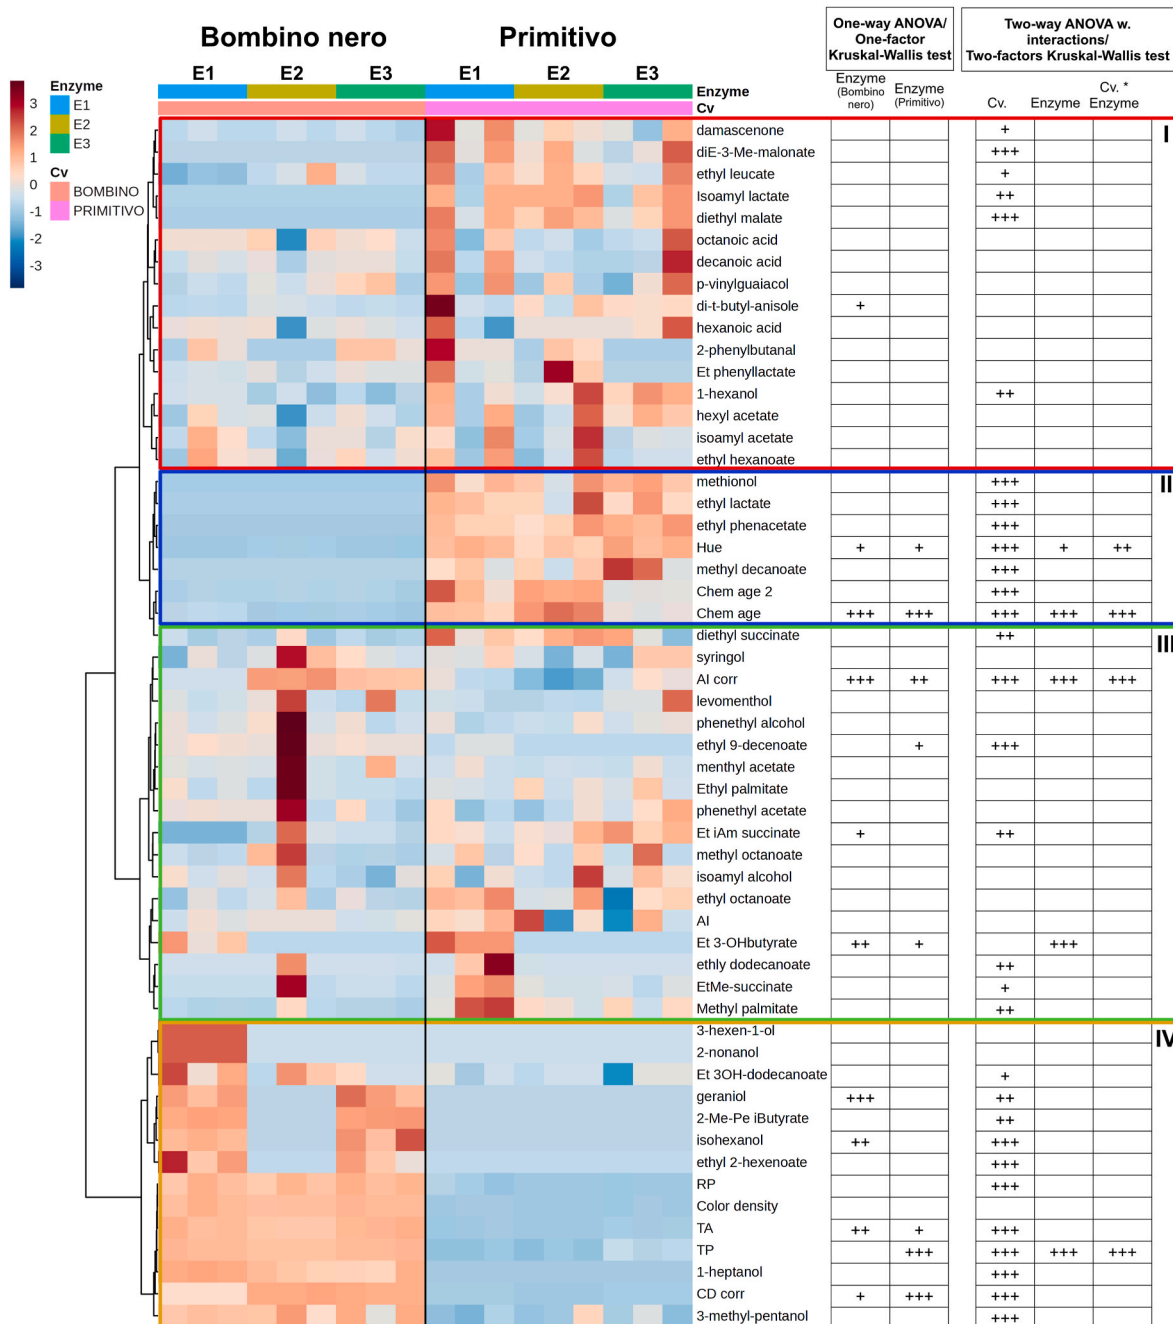 Bombino nero
Primitivo
One-way ANOVA/
One-factor
Kruskal-Wallis test
Two-way ANOVA w.
interactions/
Two-factors Kruskal-Wallis test
E1 E2 E3 E1 E2 E3
Enzyme
(Bombino
nero)
Enzyme
(Primitivo)
Cv.
Enzyme
Cv. *
Enzyme
Enzyme
Cv
3
2
1
0
-1
-2
-3
Enzyme
E1
E2
E3
Cv
BOMBINO
PRIMITIVO
I
damascenone +
diE-3-Me-malonate +++
ethyl leucate +
Isoamyl lactate ++
diethyl malate +++
octanoic acid
decanoic acid
p-vinylguaiacol
di-t-butyl-anisole +
hexanoic acid
2-phenylbutanal
Et phenyllactate
1-hexanol ++
hexyl acetate
isoamyl acetate
ethyl hexanoate
II
methionol +++
ethyl lactate +++
ethyl phenacetate +++
Hue + + +++ + ++
methyl decanoate +++
Chem age 2 +++
Chem age +++ +++ +++ +++ +++
III
diethyl succinate ++
syringol
AI corr +++ ++ +++ +++ +++
levomenthol
phenethyl alcohol
ethyl 9-decenoate + +++
menthyl acetate
Ethyl palmitate
phenethyl acetate
Et iAm succinate + ++
methyl octanoate
isoamyl alcohol
ethyl octanoate
AI
Et 3-OHbutyrate ++ + +++
ethly dodecanoate ++
EtMe-succinate +
Methyl palmitate ++
IV
3-hexen-1-ol
2-nonanol
Et 3OH-dodecanoate +
geraniol +++ ++
2-Me-Pe iButyrate ++
isohexanol ++ +++
ethyl 2-hexenoate +++
RP +++
Color density
TA ++ + +++
TP +++ +++ +++ +++
1-heptanol +++
CD corr + +++ +++
3-methyl-pentanol +++